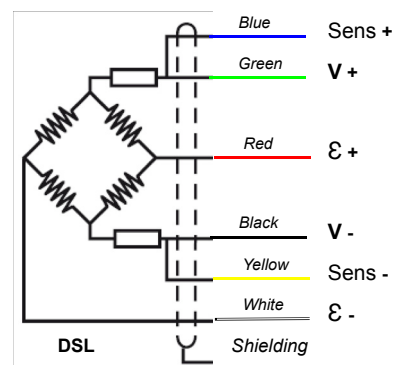 Blue Sens +
Green V +
Red Ɛ +
Black V -
Yellow Sens -
White Ɛ -
DSL Shielding